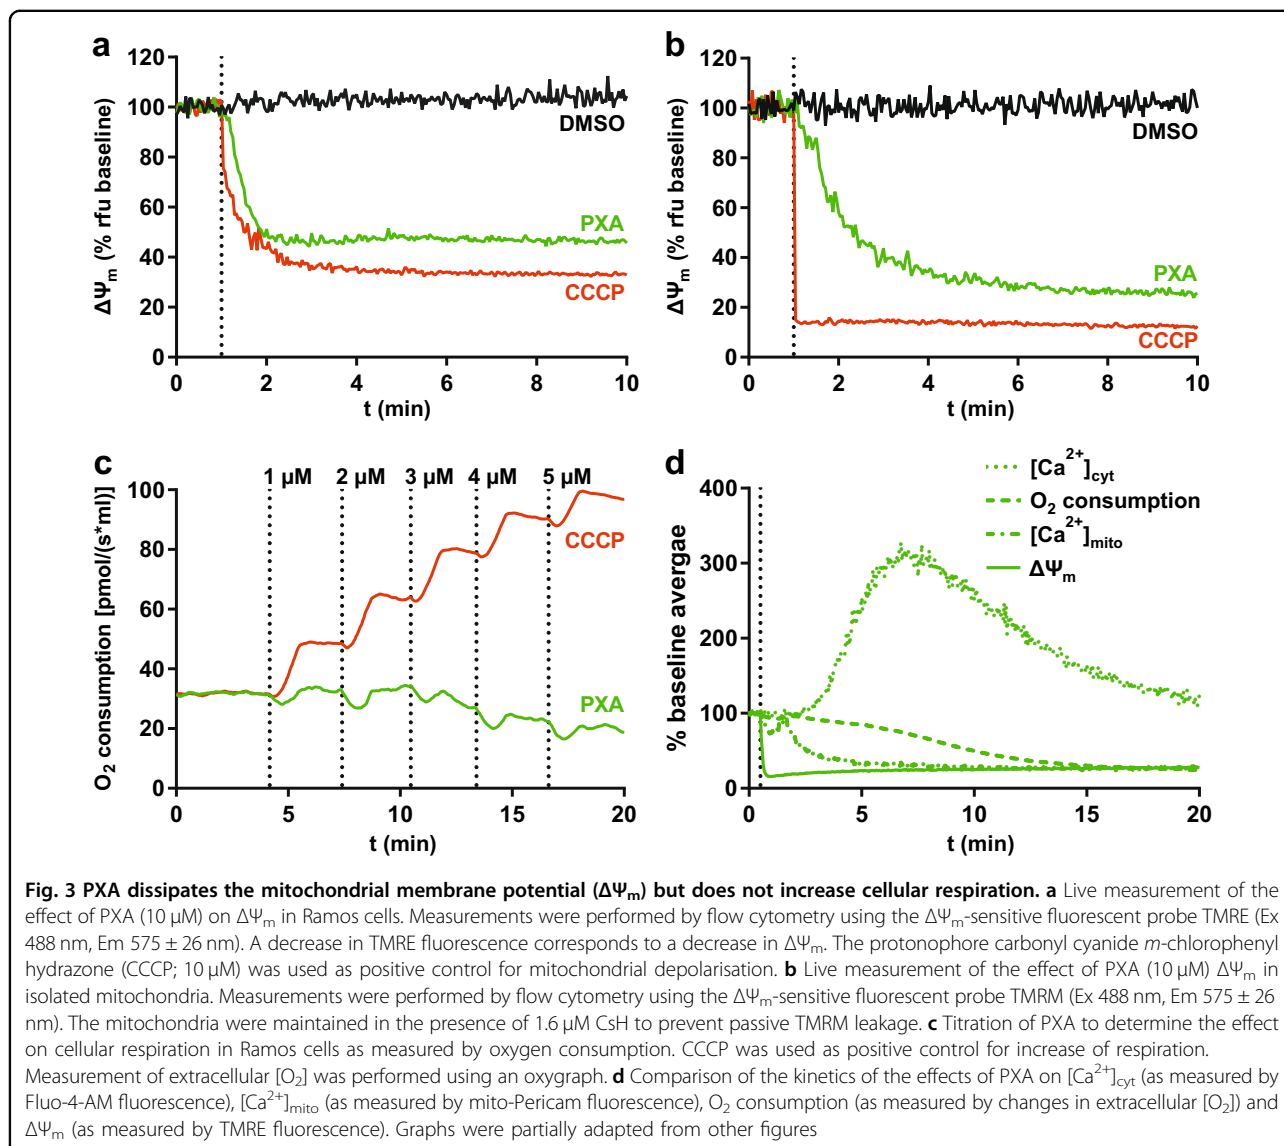 a
120
100
80
60
40
20
0
ΔΨm (% rfu baseline)
DMSO
PXA
CCCP
0 2 4 6 8 10
t (min)
b
120
100
80
60
40
20
0
ΔΨm (% rfu baseline)
DMSO
PXA
CCCP
0 2 4 6 8 10
t (min)
c
1 µM 2 µM 3 µM 4 µM 5 µM
100
80
60
40
20
0
O2 consumption [pmol/(s*ml)]
CCCP
PXA
0 5 10 15 20
t (min)
d
[Ca2+]cyt
O2 consumption
[Ca2+]mito
ΔΨm
400
300
200
100
0
% baseline avergae
0 5 10 15 20
t (min)
Fig. 3 PXA dissipates the mitochondrial membrane potential (ΔΨm) but does not increase cellular respiration. a Live measurement of the
effect of PXA (10 µM) on ΔΨm in Ramos cells. Measurements were performed by flow cytometry using the ΔΨm-sensitive fluorescent probe TMRE (Ex
488 nm, Em 575 ± 26 nm). A decrease in TMRE fluorescence corresponds to a decrease in ΔΨm. The protonophore carbonyl cyanide m-chlorophenyl
hydrazone (CCCP; 10 µM) was used as positive control for mitochondrial depolarisation. b Live measurement of the effect of PXA (10 µM) ΔΨm in
isolated mitochondria. Measurements were performed by flow cytometry using the ΔΨm-sensitive fluorescent probe TMRM (Ex 488 nm, Em 575 ± 26
nm). The mitochondria were maintained in the presence of 1.6 µM CsH to prevent passive TMRM leakage. c Titration of PXA to determine the effect
on cellular respiration in Ramos cells as measured by oxygen consumption. CCCP was used as positive control for increase of respiration.
Measurement of extracellular [O2] was performed using an oxygraph. d Comparison of the kinetics of the effects of PXA on [Ca2+]cyt (as measured by
Fluo-4-AM fluorescence), [Ca2+]mito (as measured by mito-Pericam fluorescence), O2 consumption (as measured by changes in extracellular [O2]) and
ΔΨm (as measured by TMRE fluorescence). Graphs were partially adapted from other figures